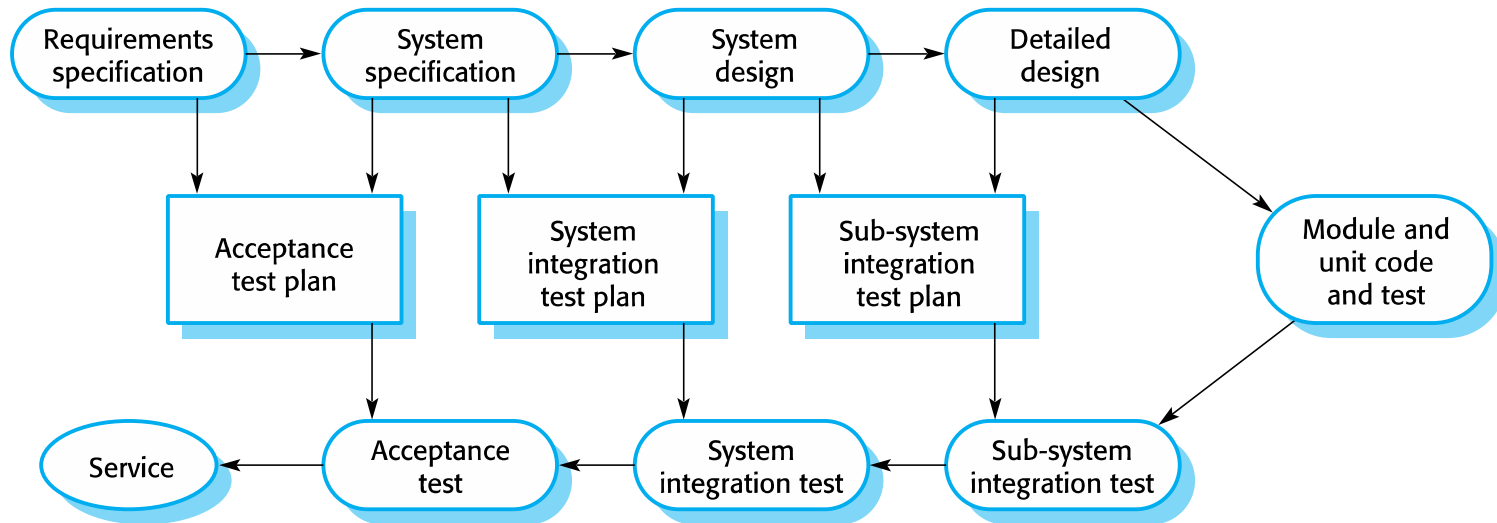 Requirements
specification
System
specification
System
design
Detailed
design
Acceptance
test plan
System
integration
test plan
Sub-system
integration
test plan
Module and
unit code
and test
Service
Acceptance
test
System
integration test
Sub-system
integration test